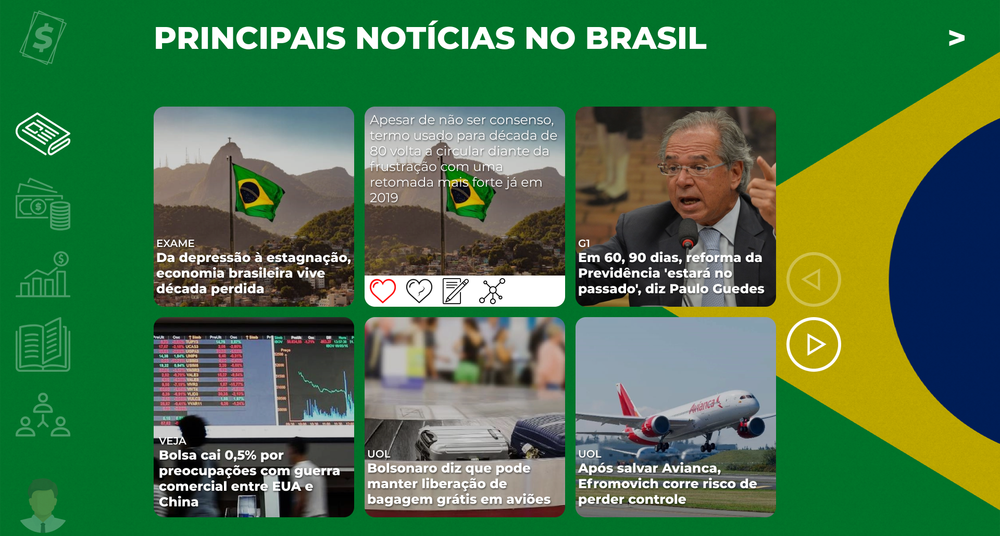 PRINCIPAIS NOTÍCIAS NO BRASIL
>
EXAME
Da depressão à estagnação,
economia brasileira vive
década perdida
Apesar de não ser consenso,
termo usado para década de
80 volta a circular diante da
frustração com uma
retomada mais forte já em
2019
G1
Em 60, 90 dias, reforma da
Previdência 'estará no
passado', diz Paulo Guedes
VEJA
Bolsa cai 0,5% por
preocupações com guerra
comercial entre EUA e
China
UOL
Bolsonaro diz que pode
manter liberação de
bagagem grátis em aviões
Avianca
UOL
Após salvar Avianca,
Efromovich corre risco de
perder controle